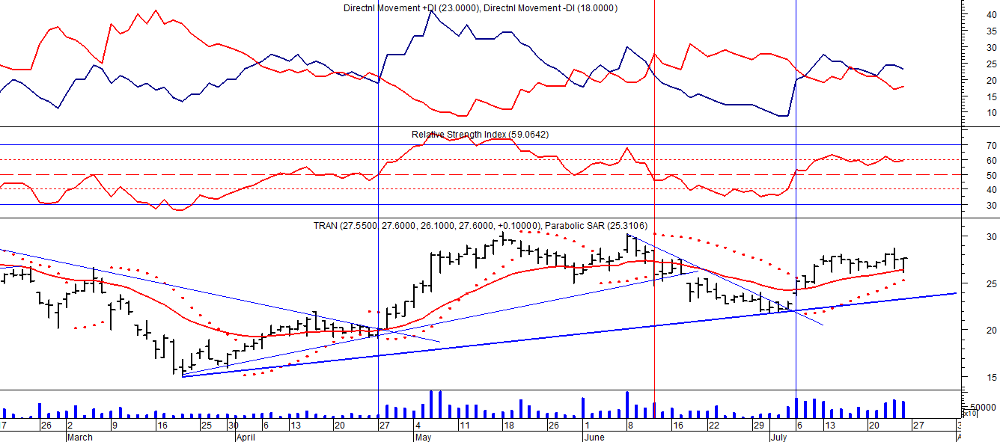 Directnl Movement +DI (23.0000), Directnl Movement -DI (18.0000)
40
35
30
25
20
15
10
Relative Strength Index (59.0642)
70
60
50
40
30
TRAN (27.5500, 27.6000, 26.1000, 27.6000, +0.10000), Parabolic SAR (25.3106)
30
25
20
15
50000
x10
26 2 9 16 25 30 6 13 20 27 4 11 18 26 1 8 16 22 29 6 13 20 27
March April May June July